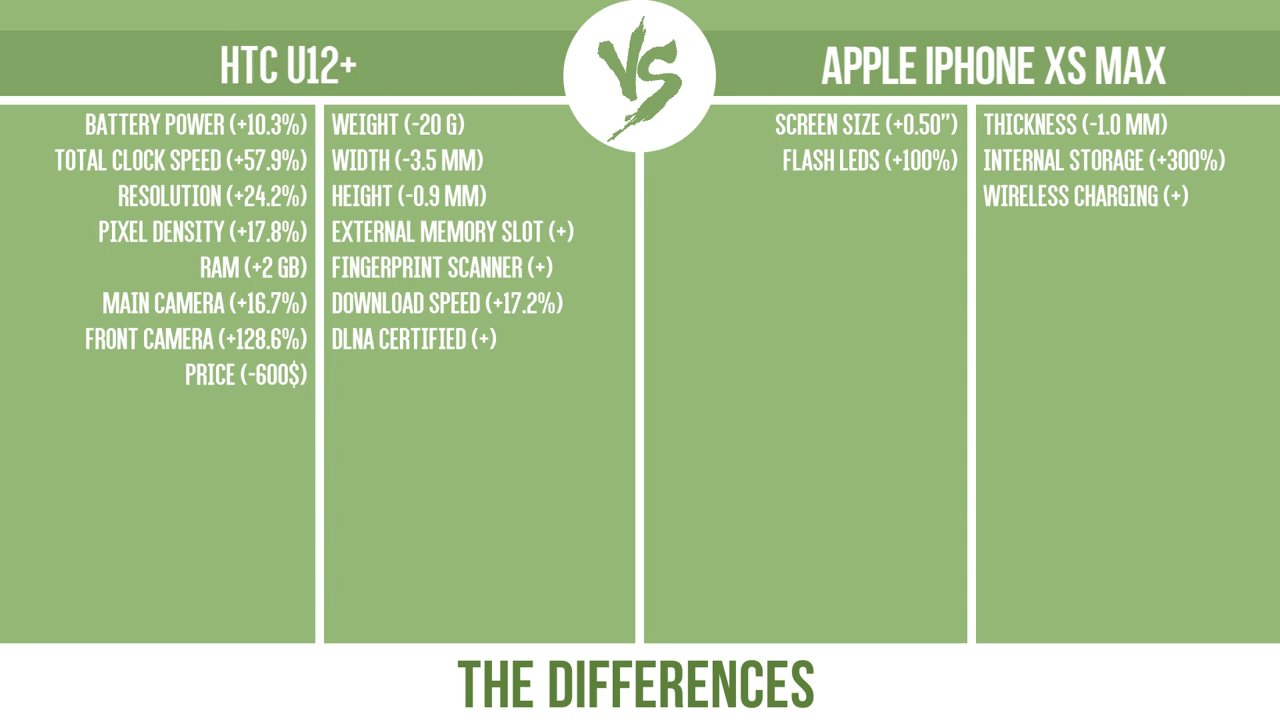 HTC U12+
VS
APPLE IPHONE XS MAX
BATTERY POWER (+10.3%)
TOTAL CLOCK SPEED (+57.9%)
RESOLUTION (+24.2%)
PIXEL DENSITY (+17.8%)
RAM (+2 GB)
MAIN CAMERA (+16.7%)
FRONT CAMERA (+128.6%)
PRICE (-600$)
WEIGHT (-20 G)
WIDTH (-3.5 MM)
HEIGHT (-0.9 MM)
EXTERNAL MEMORY SLOT (+)
FINGERPRINT SCANNER (+)
DOWNLOAD SPEED (+17.2%)
DLNA CERTIFIED (+)
SCREEN SIZE (+0.50”)
FLASH LEDS (+100%)
THICKNESS (-1.0 MM)
INTERNAL STORAGE (+300%)
WIRELESS CHARGING (+)
THE DIFFERENCES